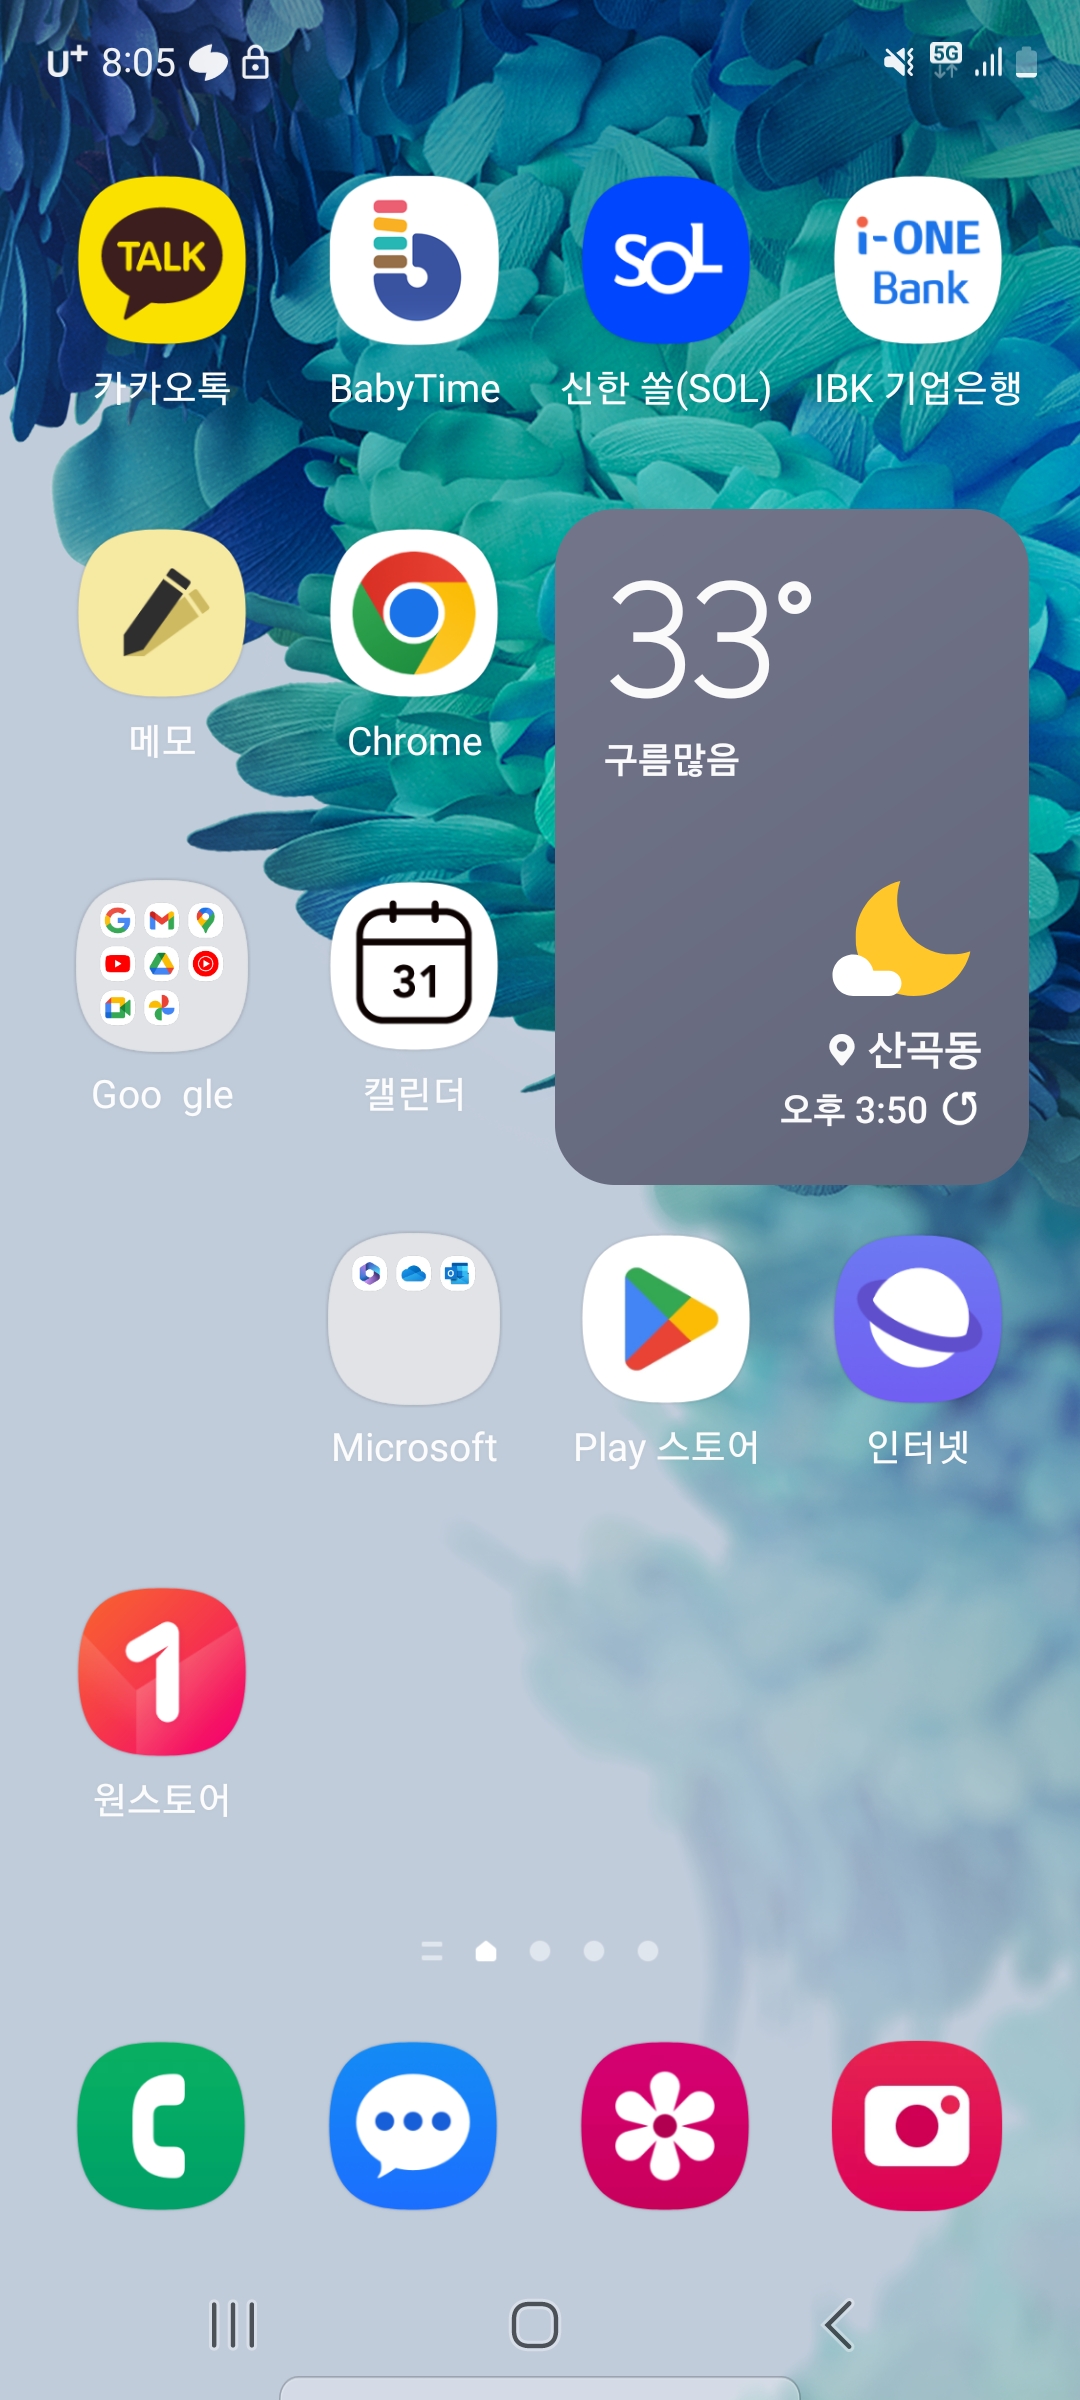 U+ 8:05 5G
TALK
b
SOL
i-ONE
Bank
카카오톡
BabyTime
신한 쏠(SOL)
IBK 기업은행
33°
구름많음
메모
Chrome
31
산곡동
오후 3:50
Goo gle
캘린더
Microsoft
Play 스토어
인터넷
1
원스토어